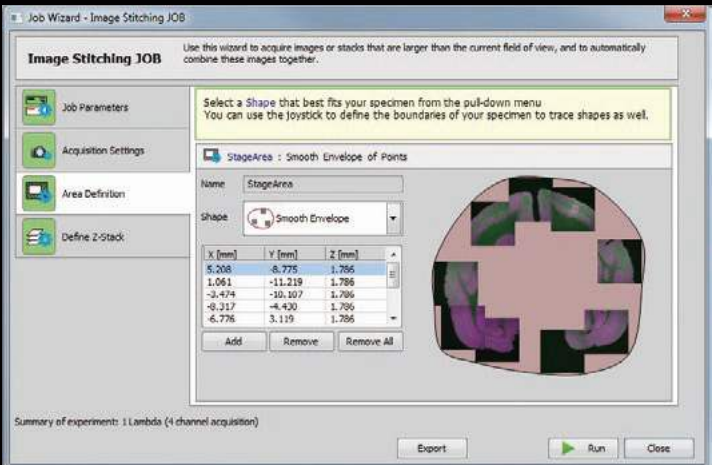 Job Wizard - Image Stitching JOB
Image Stitching JOB
Use this wizard to acquire images or stacks that are larger than the current field of view, and to automatically
combine these images together.
Job Parameters
Acquisition Settings
Area Definition
Define Z-Stack
Select a Shape that best fits your specimen from the pull-down menu
You can use the joystick to define the boundaries of your specimen to trace shapes as well.
StageArea : Smooth Envelope of Points
Name StageArea
Shape Smooth Envelope
X [mm] Y [mm] Z [mm]
5.208 -8.775 1.786
1.061 -11.219 1.786
-3.474 -10.107 1.786
-8.317 -4.430 1.786
-6.776 3.119 1.786
Add Remove Remove All
Summary of experiment: 1 Lambda (4 channel acquisition)
Export Run Close